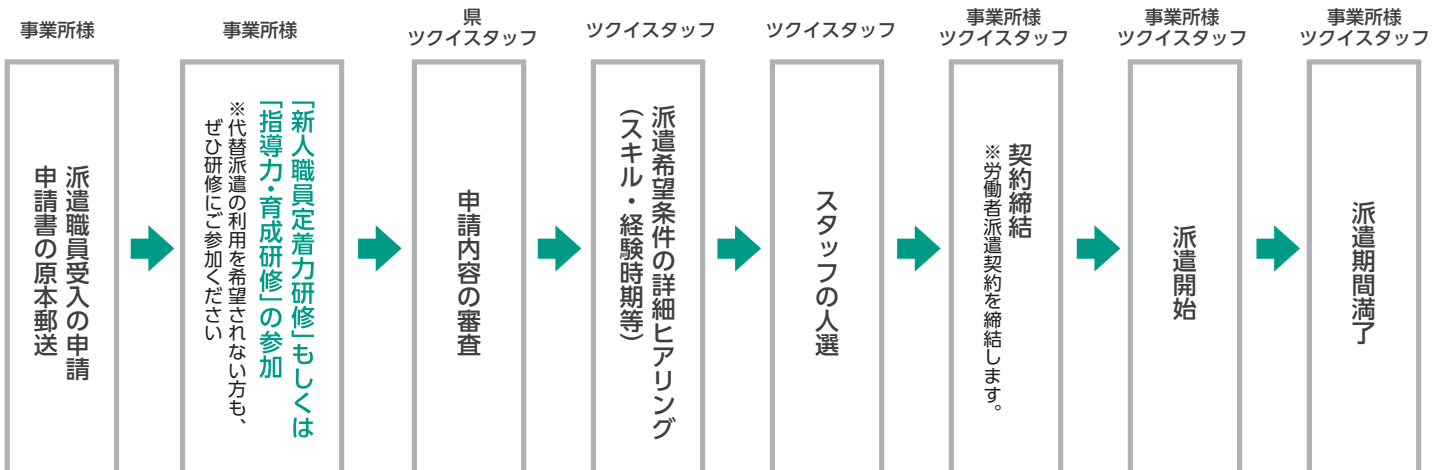 事業所様
派遣職員受入の申請
申請書の原本郵送
事業所様
「新人職員定着力研修」もしくは
「指導力・育成研修」の参加
※代替派遣の利用を希望されない方も、
ぜひ研修にご参加ください
県
ツクイスタッフ
申請内容の審査
ツクイスタッフ
派遣希望条件の詳細ヒアリング
(スキル・経験時期等)
ツクイスタッフ
スタッフの人選
事業所様
ツクイスタッフ
契約締結
※労働者派遣契約を締結します。
事業所様
ツクイスタッフ
派遣開始
事業所様
ツクイスタッフ
派遣期間満了